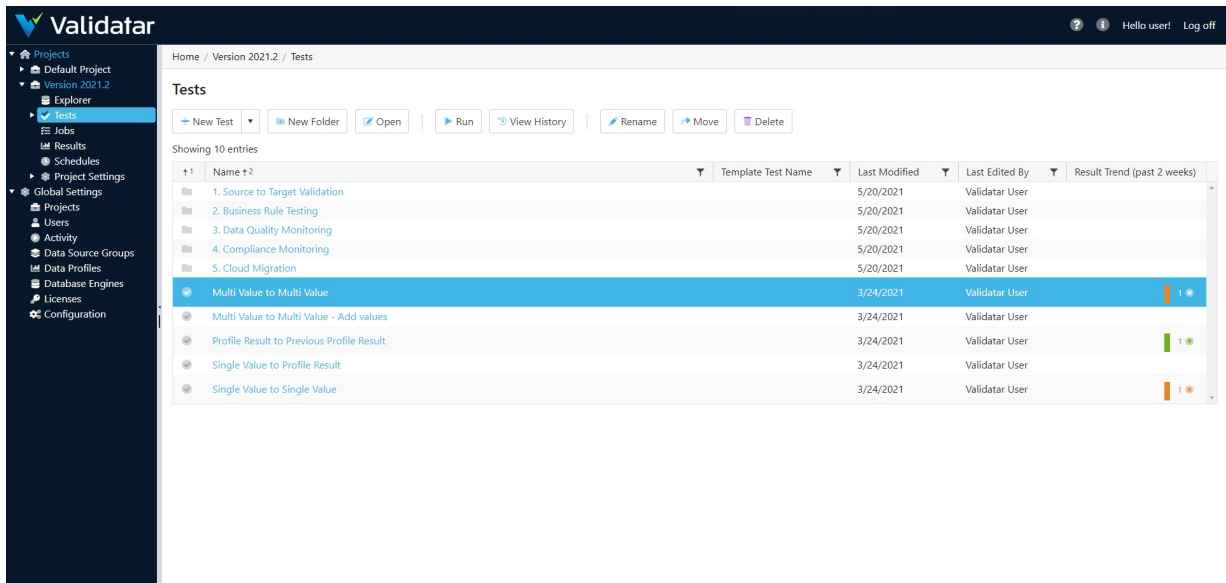 Validatar
Hello user! Log off
Projects
Default Project
Version 2021.2
Explorer
Tests
Jobs
Results
Schedules
Project Settings
Global Settings
Projects
Users
Activity
Data Source Groups
Data Profiles
Database Engines
Licenses
Configuration
Home / Version 2021.2 / Tests
Tests
New Test New Folder Open Run View History Rename Move Delete
Showing 10 entries
1 Name 2 Template Test Name Last Modified Last Edited By Result Trend (past 2 weeks)
1. Source to Target Validation 5/20/2021 Validatar User
2. Business Rule Testing 5/20/2021 Validatar User
3. Data Quality Monitoring 5/20/2021 Validatar User
4. Compliance Monitoring 5/20/2021 Validatar User
5. Cloud Migration 5/20/2021 Validatar User
Multi Value to Multi Value 3/24/2021 Validatar User 1
Multi Value to Multi Value - Add values 3/24/2021 Validatar User
Profile Result to Previous Profile Result 3/24/2021 Validatar User 1
Single Value to Profile Result 3/24/2021 Validatar User
Single Value to Single Value 3/24/2021 Validatar User 1